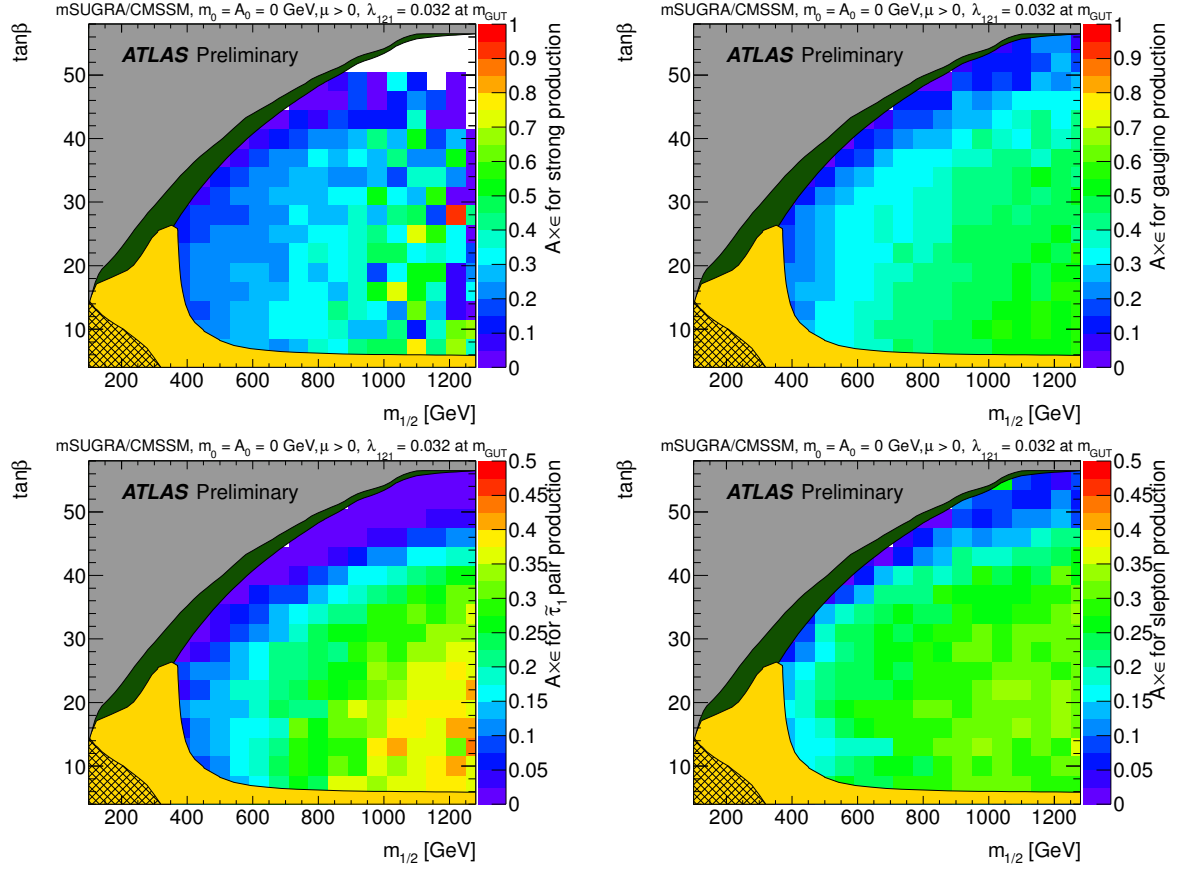 mSUGRA/CMSSM, m₀ = A₀ = 0 GeV, μ > 0, λ₁₂₁ = 0.032 at m_GUT
tanβ
ATLAS Preliminary
50
40
30
20
10
200 400 600 800 1000 1200
m₁/₂ [GeV]
1
0.9
0.8
0.7
0.6
0.5
0.4
0.3
0.2
0.1
0
A×ϵ for strong production
mSUGRA/CMSSM, m₀ = A₀ = 0 GeV, μ > 0, λ₁₂₁ = 0.032 at m_GUT
tanβ
ATLAS Preliminary
50
40
30
20
10
200 400 600 800 1000 1200
m₁/₂ [GeV]
1
0.9
0.8
0.7
0.6
0.5
0.4
0.3
0.2
0.1
0
A×ϵ for gaugino production
mSUGRA/CMSSM, m₀ = A₀ = 0 GeV, μ > 0, λ₁₂₁ = 0.032 at m_GUT
tanβ
ATLAS Preliminary
50
40
30
20
10
200 400 600 800 1000 1200
m₁/₂ [GeV]
0.5
0.45
0.4
0.35
0.3
0.25
0.2
0.15
0.1
0.05
0
A×ϵ for τ̃₁ pair production
mSUGRA/CMSSM, m₀ = A₀ = 0 GeV, μ > 0, λ₁₂₁ = 0.032 at m_GUT
tanβ
ATLAS Preliminary
50
40
30
20
10
200 400 600 800 1000 1200
m₁/₂ [GeV]
0.5
0.45
0.4
0.35
0.3
0.25
0.2
0.15
0.1
0.05
0
A×ϵ for slepton production